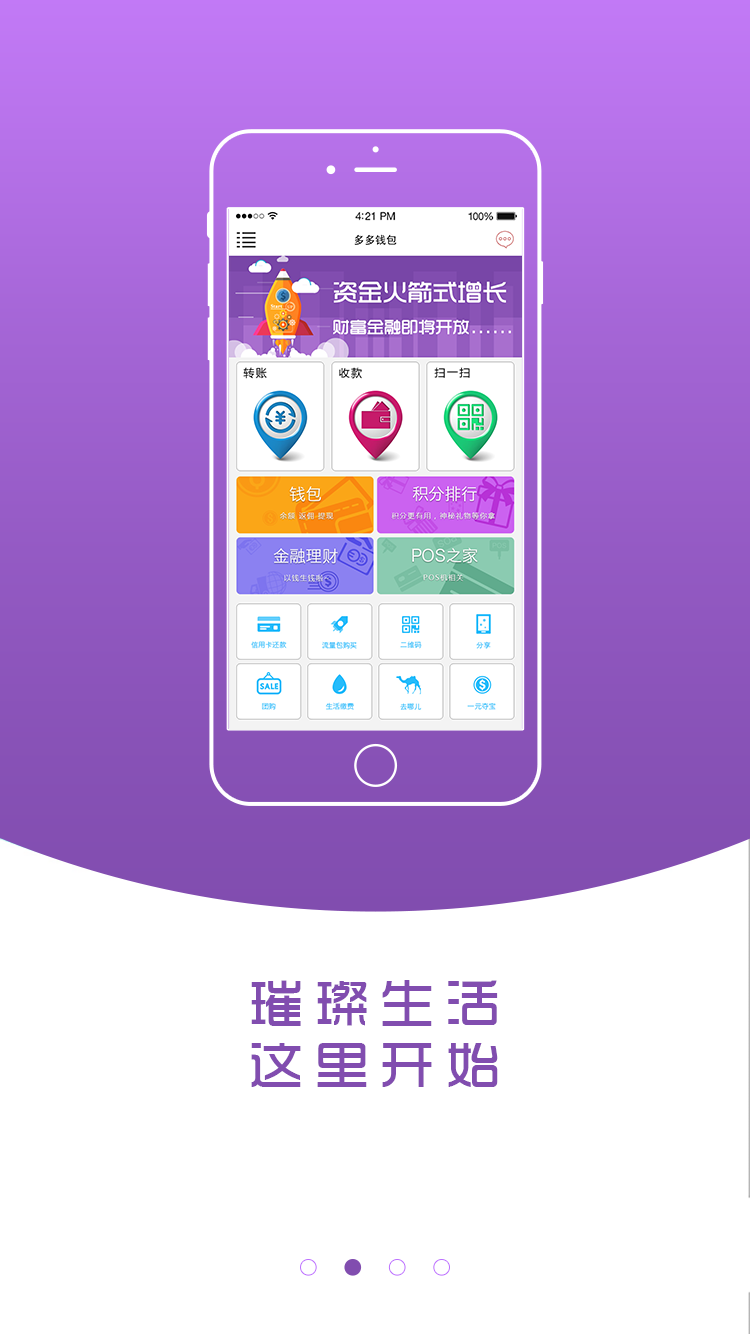 4:21 PM
100%
多多钱包
资金火箭式增长
财富金融即将开放......
转账
收款
扫一扫
钱包
余额 返佣 提现
积分排行
积分更有用，神秘礼物等你拿
金融理财
以钱生钱啦
POS之家
POS机相关
信用卡还款
流量包购买
二维码
分享
SALE
团购
生活缴费
去哪儿
一元夺宝
璀璨生活
这里开始